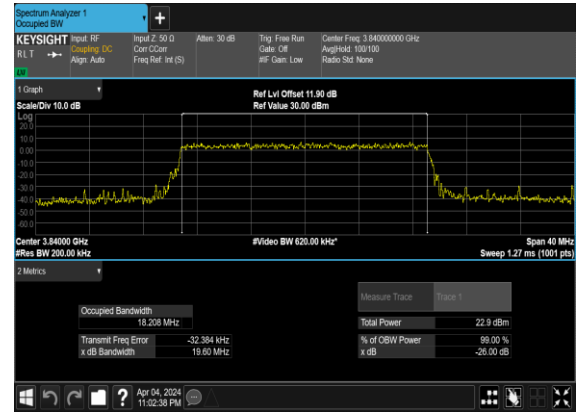 Spectrum Analyzer 1
Occupied BW
+
KEYSIGHT Input: RF Input Z: 50 Ω Atten: 30 dB Trig: Free Run Center Freq: 3.840000000 GHz
RLT Coupling: DC Corr CCorr Gate: Off Avg|Hold: 100/100
Align: Auto Freq Ref: Int (S) #IF Gain: Low Radio Std: None
LW
1 Graph Ref Lvl Offset 11.90 dB
Scale/Div 10.0 dB Ref Value 30.00 dBm
Log
20.0
10.0
0.00
-10.0
-20.0
-30.0
-40.0
-50.0
-60.0
Center 3.84000 GHz #Video BW 620.00 kHz* Span 40 MHz
#Res BW 200.00 kHz Sweep 1.27 ms (1001 pts)
2 Metrics
Measure Trace Trace 1
Occupied Bandwidth
18.208 MHz Total Power 22.9 dBm
Transmit Freq Error -32.384 kHz % of OBW Power 99.00 %
x dB Bandwidth 19.60 MHz x dB -26.00 dB
? Apr 04, 2024
11:02:38 PM